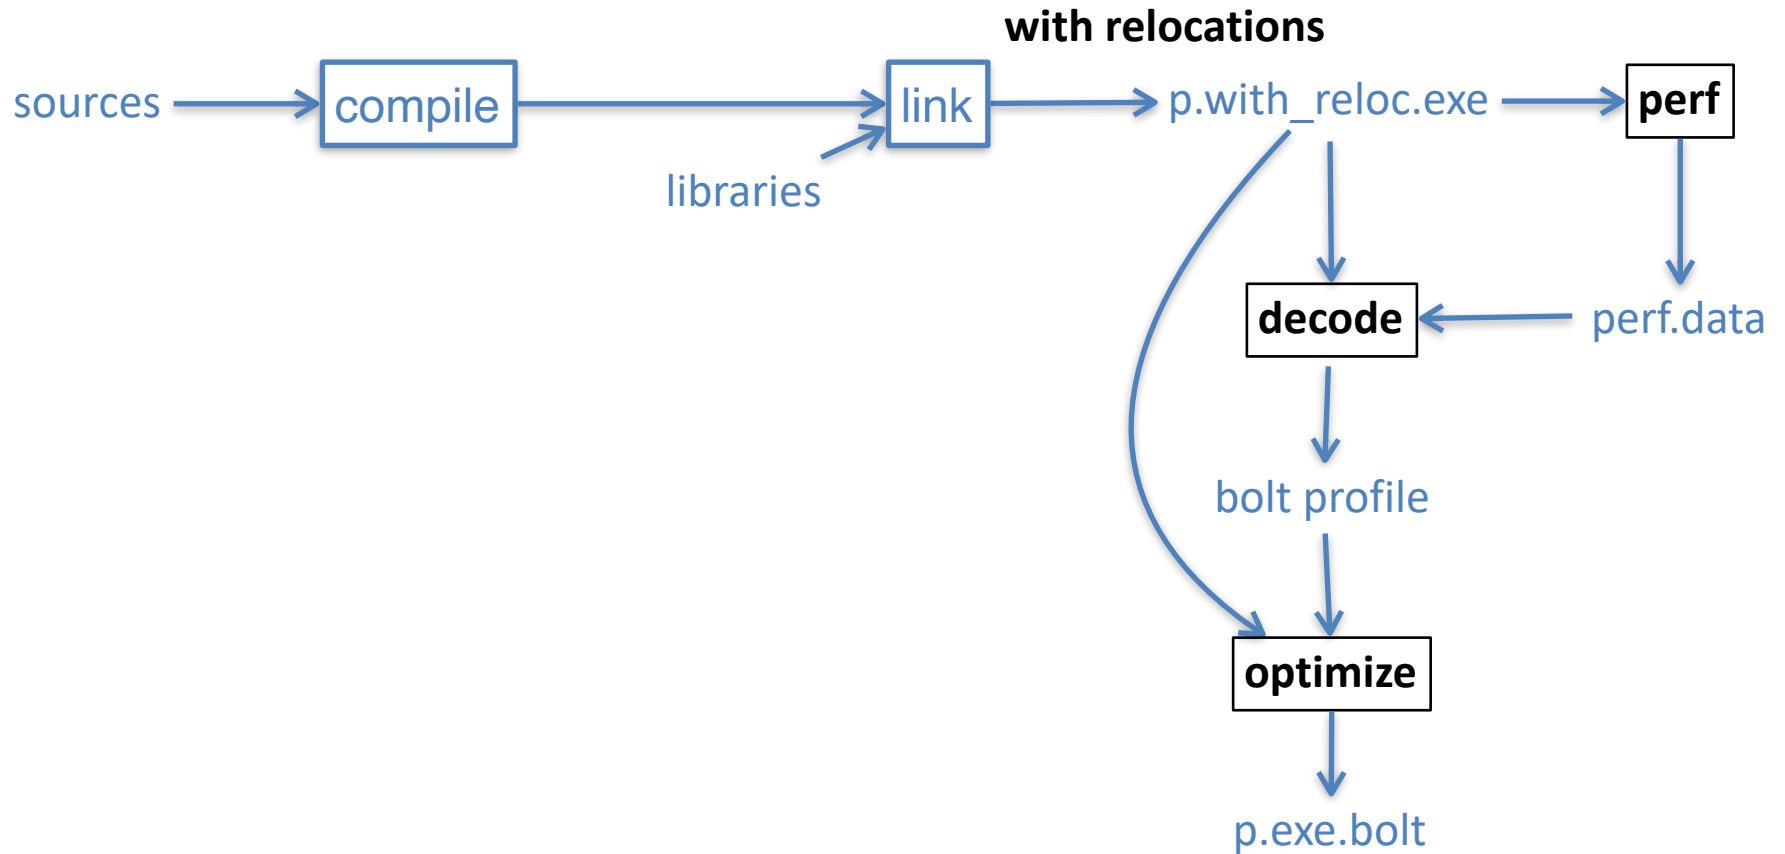 with relocations
sources
compile
link
p.with_reloc.exe
perf
libraries
decode
perf.data
bolt profile
optimize
p.exe.bolt